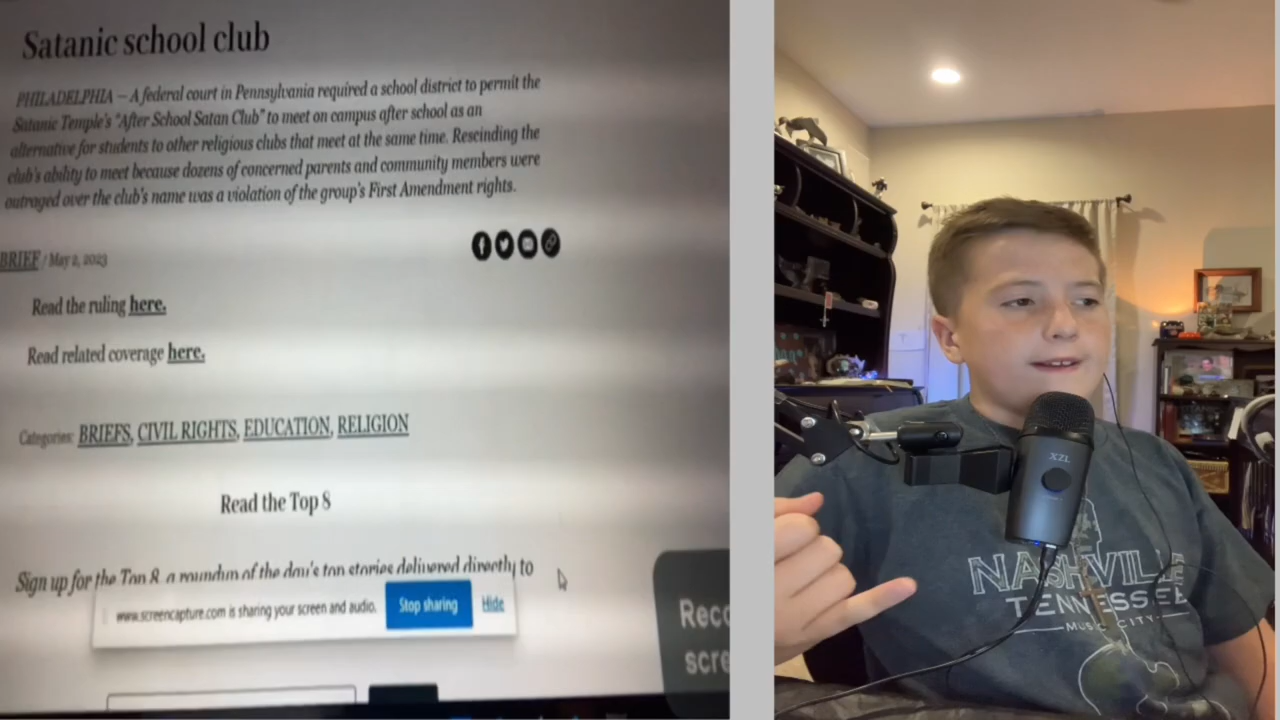 Satanic school club
PHILADELPHIA — A federal court in Pennsylvania required a school district to permit the
Satanic Temple's "After School Satan Club" to meet on campus after school as an
alternative for students to other religious clubs that meet at the same time. Rescinding the
club's ability to meet because dozens of concerned parents and community members were
outraged over the club's name was a violation of the group's First Amendment rights.
BRIEF / May 2, 2023
Read the ruling here.
Read related coverage here.
Categories: BRIEFS, CIVIL RIGHTS, EDUCATION, RELIGION
Read the Top 8
Sign up for the Top 8, a roundup of the day's top stories delivered directly to
www.screencapture.com is sharing your screen and audio.
Stop sharing
Hide
Reco
scre
XZL
NASHVILLE
TENNESSEE
MUSIC CITY